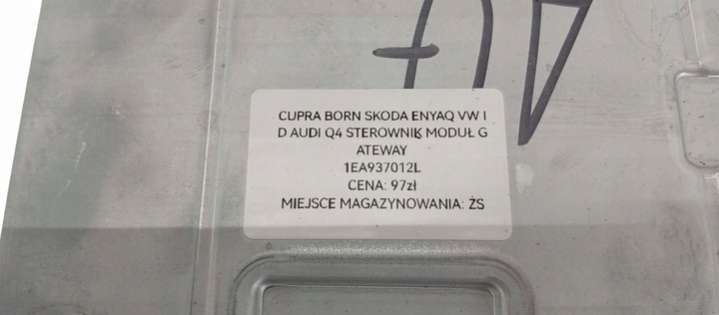 CUPRA BORN SKODA ENYAQ VW I
D AUDI Q4 STEROWNIK MODUŁ G
ATEWAY
1EA937012L
CENA: 97zł
MIEJSCE MAGAZYNOWANIA: ŻS